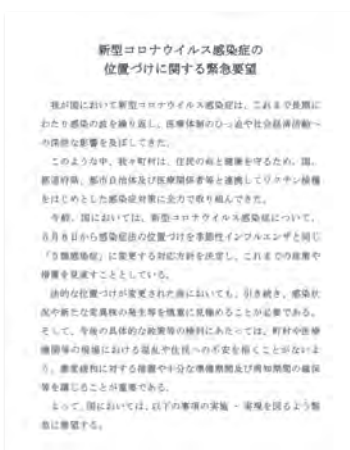 新型コロナウイルス感染症の
位置づけに関する緊急要望
我が国において新型コロナウイルス感染症は、これまで長期に
わたり感染の波を繰り返し、医療体制のひっ迫や社会経済活動へ
の深刻な影響を及ぼしてきた。
このような中、我々町村は、住民の命と健康を守るため、国、
都道府県、都市自治体及び医療関係者等と連携してワクチン接種
をはじめとした感染症対策に全力で取り組んできた。
今般、国においては、新型コロナウイルス感染症について、
5月8日から感染症法の位置づけを季節性インフルエンザと同じ
「5類感染症」に変更する対応方針を決定し、これまでの政策や
措置を見直すこととしている。
法的な位置づけが変更された後においても、引き続き、感染状
況や新たな変異株の発生等を慎重に見極めることが必要である。
そして、今後の具体的な政策等の検討にあたっては、町村や医療
機関等の現場における混乱や住民への不安を招くことがないよ
う、激変緩和に対する措置や十分な準備期間及び周知期間の確保
等を講じることが重要である。
よって、国においては、以下の事項の実施・実現を図るよう緊
急に要望する。